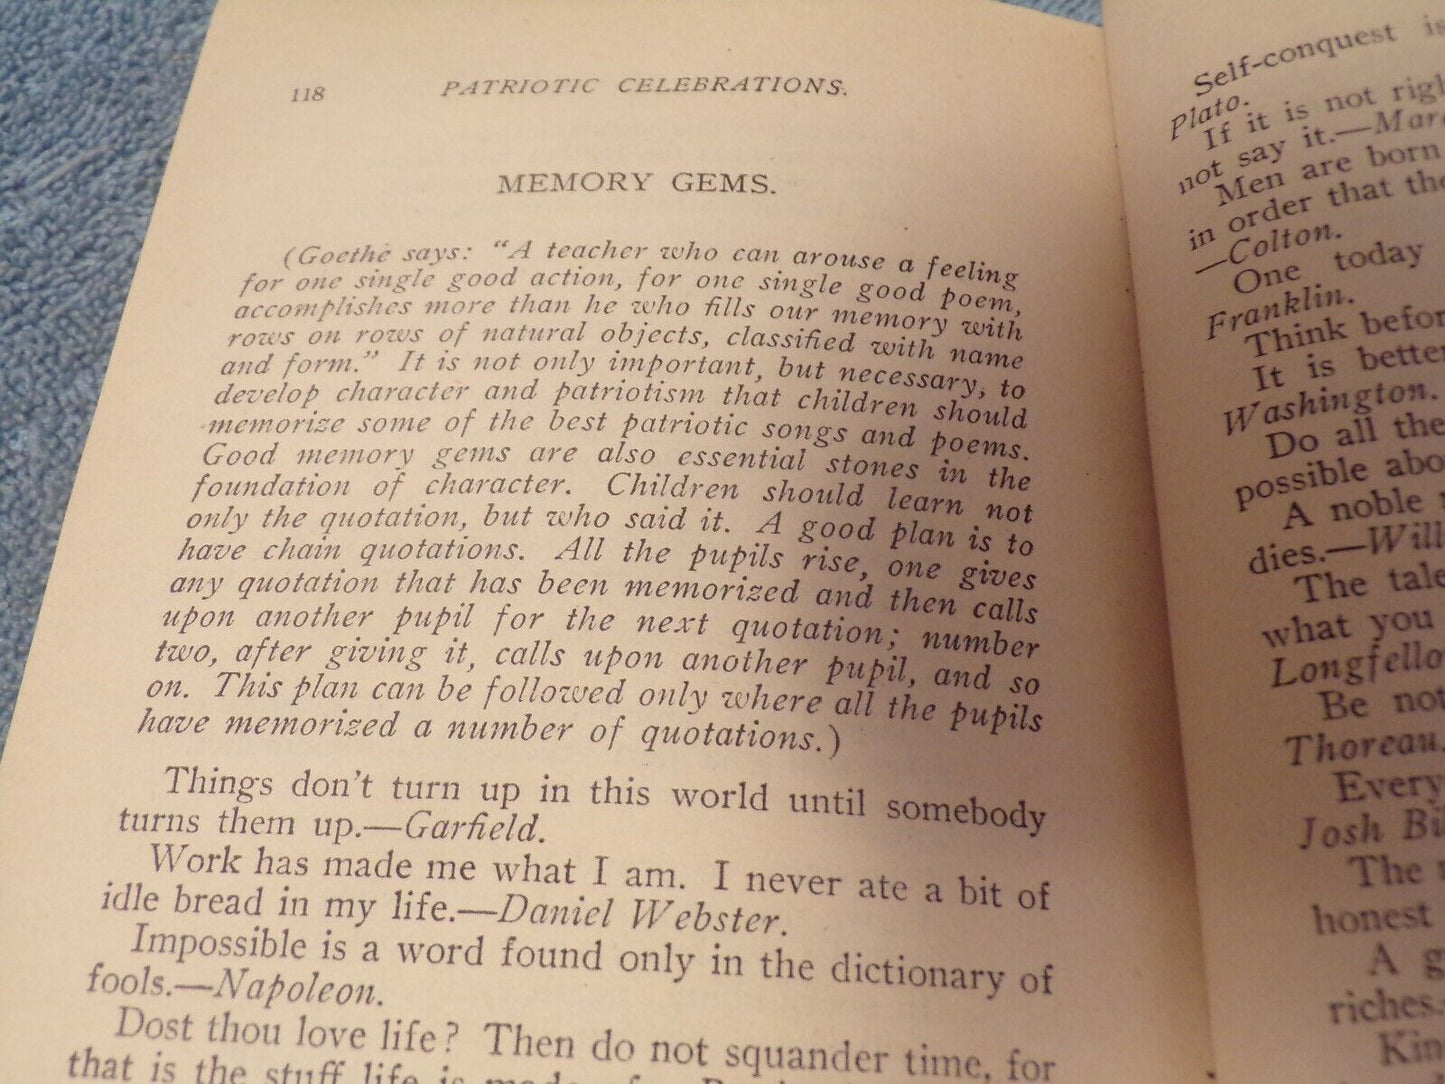 118 PATRIOTIC CELEBRATIONS.
MEMORY GEMS.
(Goethe says: "A teacher who can arouse a feeling
for one single good action, for one single good poem,
accomplishes more than he who fills our memory with
rows on rows of natural objects, classified with name
and form." It is not only important, but necessary, to
develop character and patriotism that children should
memorize some of the best patriotic songs and poems.
Good memory gems are also essential stones in the
foundation of character. Children should learn not
only the quotation, but who said it. A good plan is to
have chain quotations. All the pupils rise, one gives
any quotation that has been memorized and then calls
upon another pupil for the next quotation; number
two, after giving it, calls upon another pupil, and so
on. This plan can be followed only where all the pupils
have memorized a number of quotations.)
Things don't turn up in this world until somebody
turns them up.—Garfield.
Work has made me what I am. I never ate a bit of
idle bread in my life.—Daniel Webster.
Impossible is a word found only in the dictionary of
fools.—Napoleon.
Dost thou love life? Then do not squander time, for
that is the stuff life is
Self-conquest is
Plato.
If it is not
not say it.—
Men are born
in order that
—Colton.
One today
Franklin.
Think
It is
Washington.
Do all the
possible
A noble
dies.—
The
what you
Be
Thoreau.
Every
Josh
The
honest
A
riches.